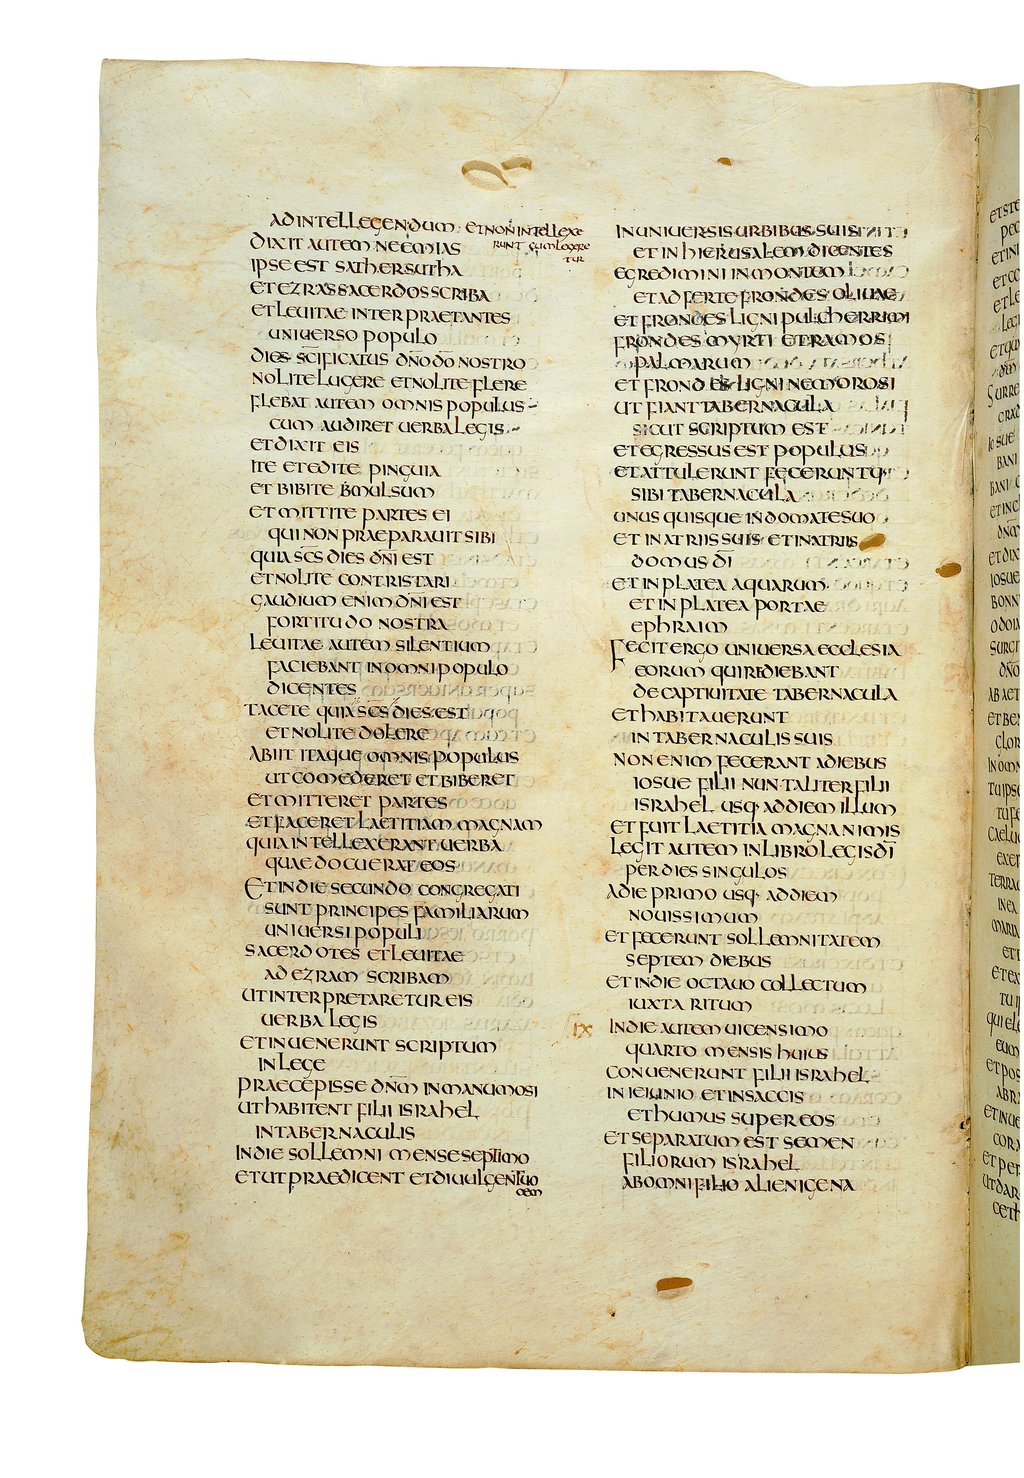 AD INTELLEGENDUM · ET NON INTELLEXE
RUNT CUM LEGERE
TUR
DIXIT AUTEM NEEMIAS
IPSE EST SATHERSUTHA
ET EZRAS SACERDOS SCRIBA
ET LEUITAE INTERPRAETANTES
UNIUERSO POPULO
DIES SCIFICATUS DNO DO NOSTRO
NOLITE LUGERE ET NOLITE FLERE
FLEBAT AUTEM OMNIS POPULUS
CUM AUDIRET UERBA LEGIS
ET DIXIT EIS
ITE ET EDITE PINGUIA
ET BIBITE MULSUM
ET MITTITE PARTES EI
QUI NON PRAEPARAUIT SIBI
QUIA SCS DIES DNI EST
ET NOLITE CONTRISTARI
GAUDIUM ENIM DNI EST
FORTITUDO NOSTRA
LEUITAE AUTEM SILENTIUM
FACIEBANT IN OMNI POPULO
DICENTES
TACETE QUIA SCS DIES EST
ET NOLITE DOLERE
ABIIT ITAQUE OMNIS POPULUS
UT COMEDERET ET BIBERET
ET MITTERET PARTES
ET FACERET LAETITIAM MAGNAM
QUIA INTELLEXERANT UERBA
QUAE DOCUERAT EOS
ET IN DIE SECUNDO CONGREGATI
SUNT PRINCIPES FAMILIARUM
UNIUERSI POPULI
SACERDOTES ET LEUITAE
AD EZRAM SCRIBAM
UT INTERPRETARETUR EIS
UERBA LEGIS
ET INUENERUNT SCRIPTUM
IN LEGE
PRAECEPISSE DNM IN MANU MOSI
UT HABITENT FILII ISRAHEL
IN TABERNACULIS
IN DIE SOLLEMNI MENSE SEPTIMO
ET UT PRAEDICENT ET DIUULGENT UO
CEM
IN UNIUERSIS URBIBUS SUIS
ET IN HIERUSALEM DICENTES
EGREDIMINI IN MONTEM
ET ADFERTE FRONDES OLIUAE
ET FRONDES LIGNI PULCHERRIMI
FRONDES MYRTI ET RAMOS
PALMARUM
ET FRONDES LIGNI NEMOROSI
UT FIANT TABERNACULA
SICUT SCRIPTUM EST
ET EGRESSUS EST POPULUS
ET ATTULERUNT FECERUNTQ·
SIBI TABERNACULA
UNUSQUISQUE IN DOMATE SUO
ET IN ATRIIS SUIS ET IN ATRIIS
DOMUS DI
ET IN PLATEA AQUARUM
ET IN PLATEA PORTAE
EPHRAIM
FECIT ERGO UNIUERSA ECCLESIA
EORUM QUI REDIEBANT
DE CAPTIUITATE TABERNACULA
ET HABITAUERUNT
IN TABERNACULIS SUIS
NON ENIM FECERANT A DIEBUS
IOSUE FILII NUN TALITER FILII
ISRAHEL USQ· AD DIEM ILLUM
ET FUIT LAETITIA MAGNA NIMIS
LEGIT AUTEM IN LIBRO LEGIS DI
PER DIES SINGULOS
A DIE PRIMO USQ· AD DIEM
NOUISSIMUM
ET FECERUNT SOLLEMNITATEM
SEPTEM DIEBUS
ET IN DIE OCTAUO COLLECTUM
IUXTA RITUM
IX IN DIE AUTEM UICENSIMO
QUARTO MENSIS HUIUS
CONUENERUNT FILII ISRAHEL
IN IEIUNIO ET IN SACCIS
ET HUMUS SUPER EOS
ET SEPARATUM EST SEMEN
FILIORUM ISRAHEL
AB OMNI FILIO ALIENIGENA